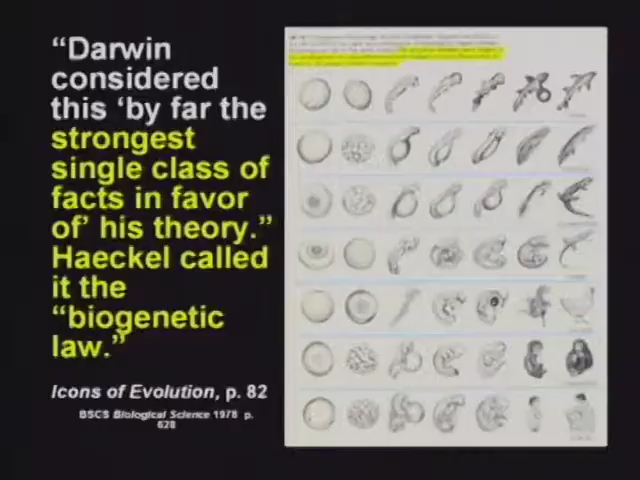 “Darwin
considered
this ‘by far the
strongest
single class of
facts in favor
of’ his theory.”
Haeckel called
it the
“biogenetic
law.”
Icons of Evolution, p. 82
BSCS Biological Science 1978 p.
628